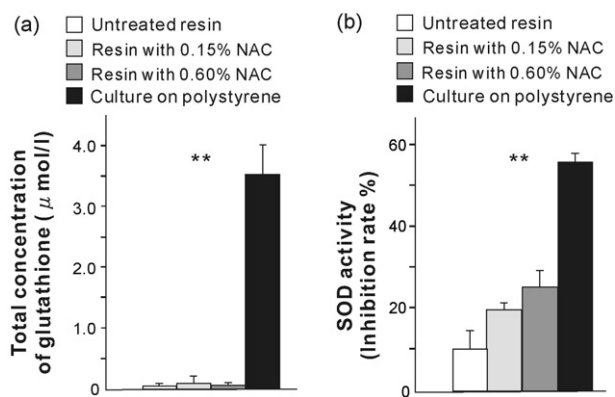 (a)
Untreated resin
Resin with 0.15% NAC
Resin with 0.60% NAC
Culture on polystyrene
Total concentration
of glutathione (μ mol/l)
4.0
3.0
2.0
1.0
0
**
(b)
Untreated resin
Resin with 0.15% NAC
Resin with 0.60% NAC
Culture on polystyrene
SOD activity
(Inhibition rate %)
60
40
20
0
**